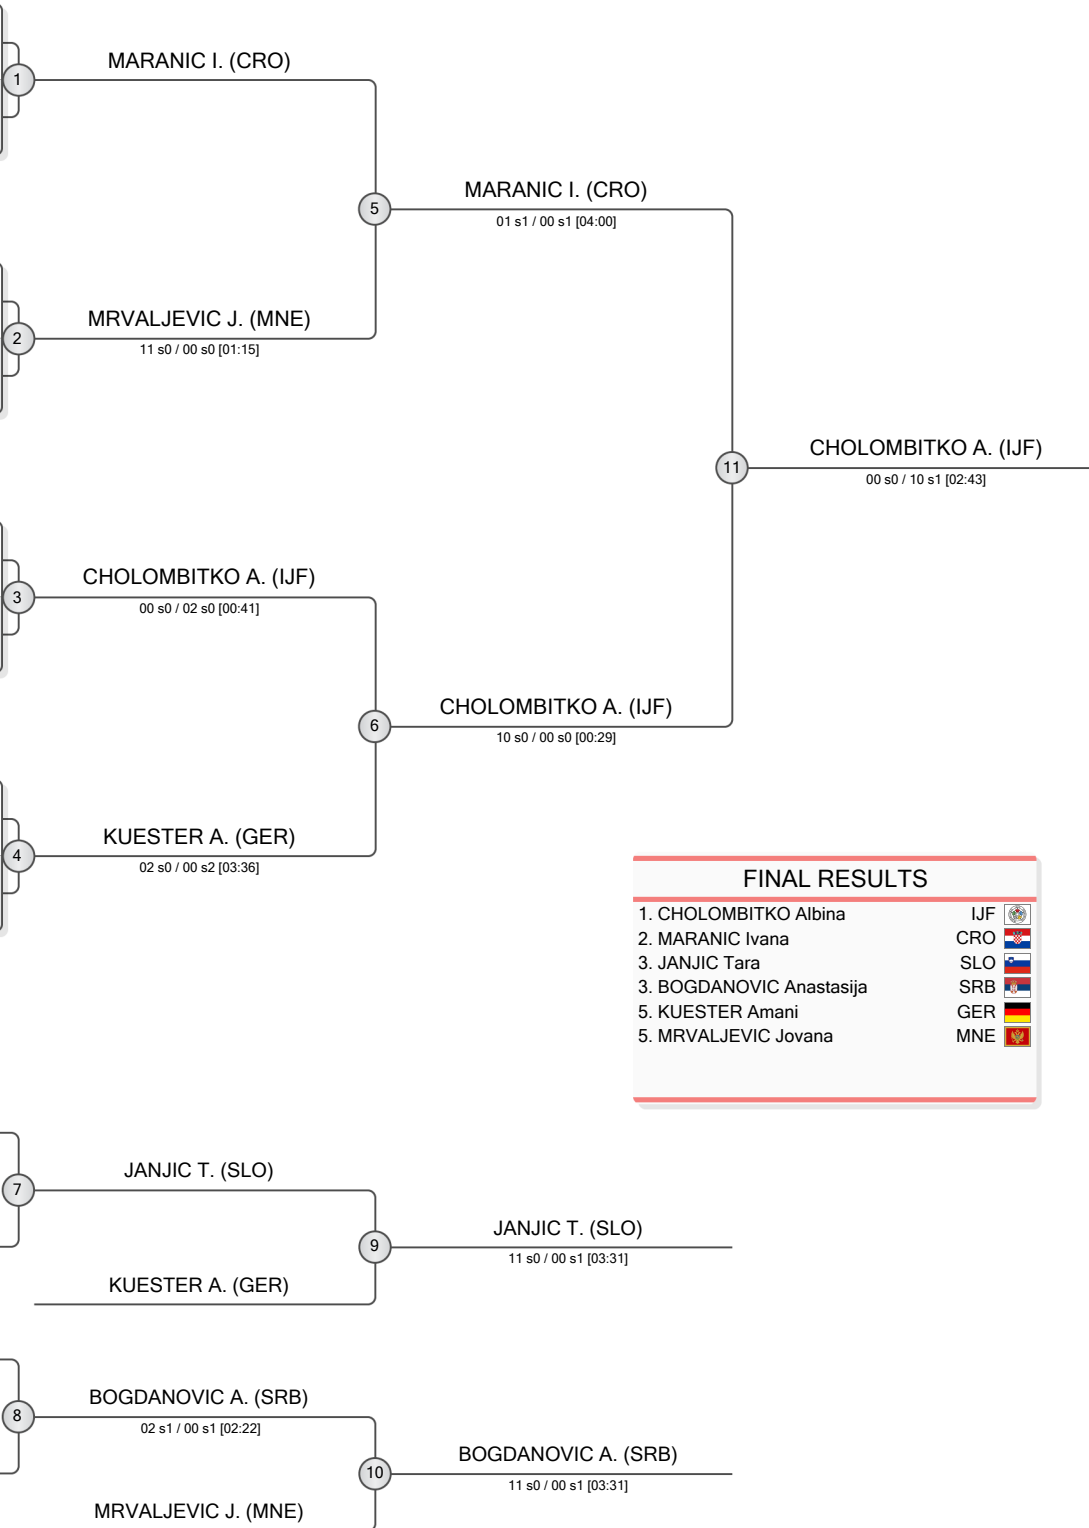 MARANIC I. (CRO)
1
MARANIC I. (CRO)
5
01 s1 / 00 s1 [04:00]
MRVALJEVIC J. (MNE)
2
11 s0 / 00 s0 [01:15]
CHOLOMBITKO A. (IJF)
11
00 s0 / 10 s1 [02:43]
CHOLOMBITKO A. (IJF)
3
00 s0 / 02 s0 [00:41]
CHOLOMBITKO A. (IJF)
6
10 s0 / 00 s0 [00:29]
KUESTER A. (GER)
4
02 s0 / 00 s2 [03:36]
FINAL RESULTS
1. CHOLOMBITKO Albina IJF
2. MARANIC Ivana CRO
3. JANJIC Tara SLO
3. BOGDANOVIC Anastasija SRB
5. KUESTER Amani GER
5. MRVALJEVIC Jovana MNE
JANJIC T. (SLO)
7
JANJIC T. (SLO)
9
11 s0 / 00 s1 [03:31]
KUESTER A. (GER)
BOGDANOVIC A. (SRB)
8
02 s1 / 00 s1 [02:22]
BOGDANOVIC A. (SRB)
10
11 s0 / 00 s1 [03:31]
MRVALJEVIC J. (MNE)